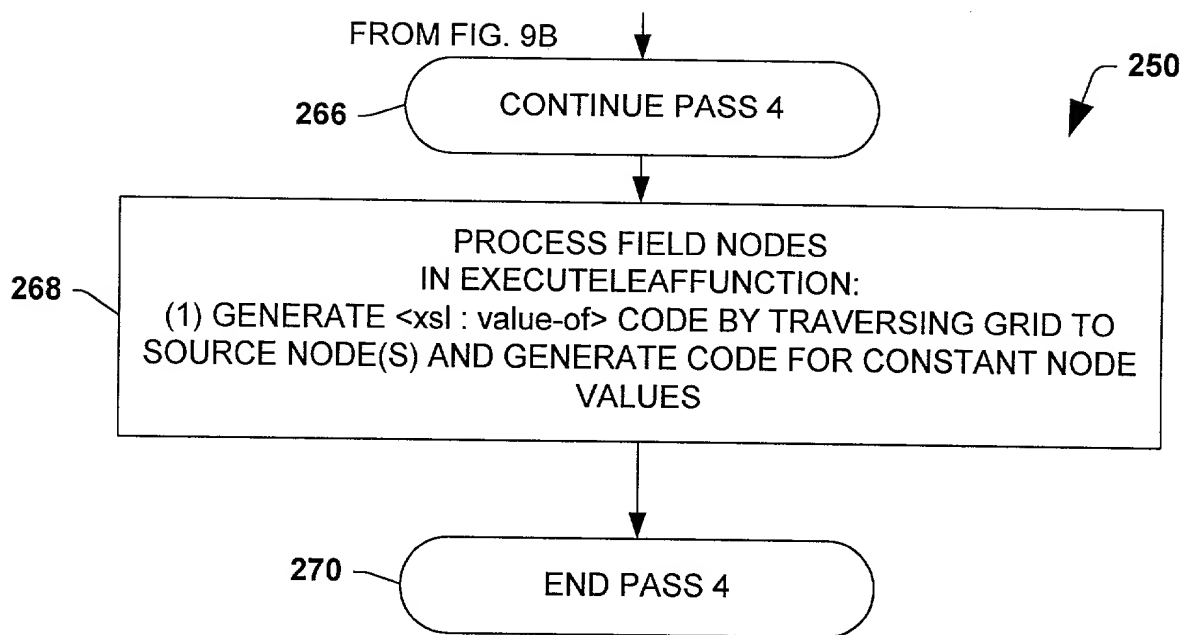 FROM FIG. 9B
250
266
CONTINUE PASS 4
268
PROCESS FIELD NODES
IN EXECUTELEAFFUNCTION:
(1) GENERATE <xsl : value-of> CODE BY TRAVERSING GRID TO
SOURCE NODE(S) AND GENERATE CODE FOR CONSTANT NODE
VALUES
270
END PASS 4